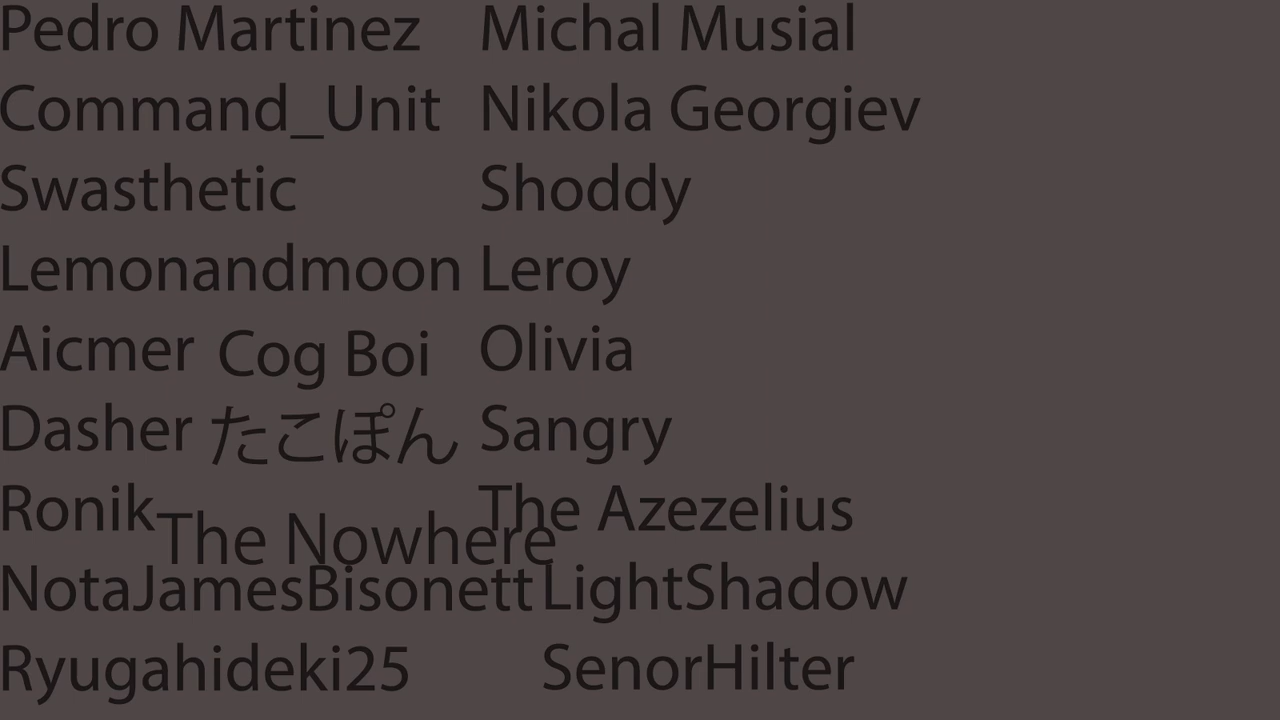 Pedro Martinez Michal Musial
Command_Unit Nikola Georgiev
Swasthetic Shoddy
Lemonandmoon Leroy
Aicmer Cog Boi Olivia
Dasher たこぽん Sangry
Ronik The Nowhere The Azezelius
NotaJamesBisonett LightShadow
Ryugahideki25 SenorHilter